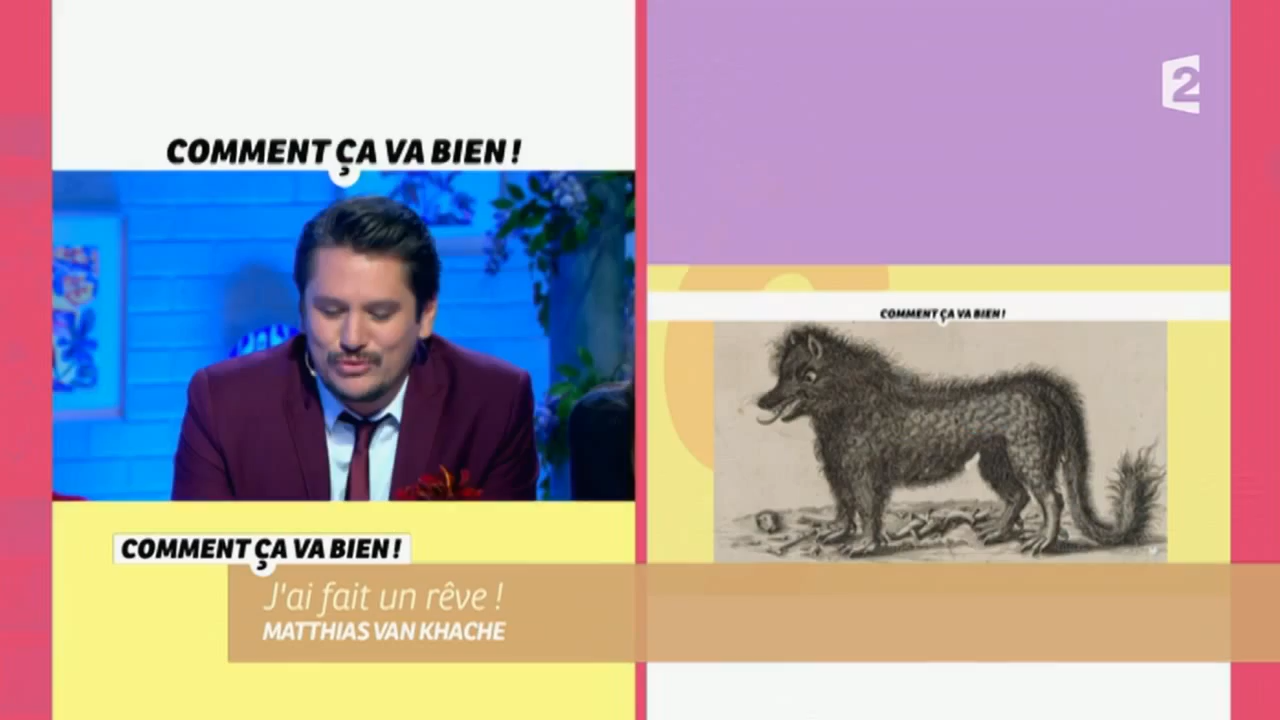 COMMENT ÇA VA BIEN !
2
COMMENT ÇA VA BIEN !
COMMENT ÇA VA BIEN !
J'ai fait un rêve !
MATTHIAS VAN KHACHE